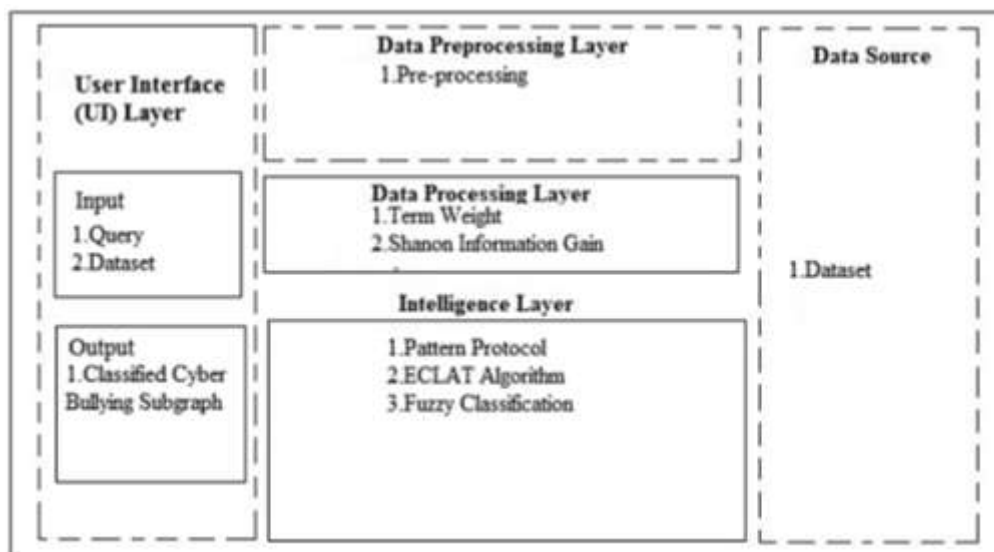 User Interface
(UI) Layer
Input
1.Query
2.Dataset
Output
1.Classified Cyber
Bullying Subgraph
Data Preprocessing Layer
1.Pre-processing
Data Processing Layer
1.Term Weight
2.Shanon Information Gain
Intelligence Layer
1.Pattern Protocol
2.ECLAT Algorithm
3.Fuzzy Classification
Data Source
1.Dataset